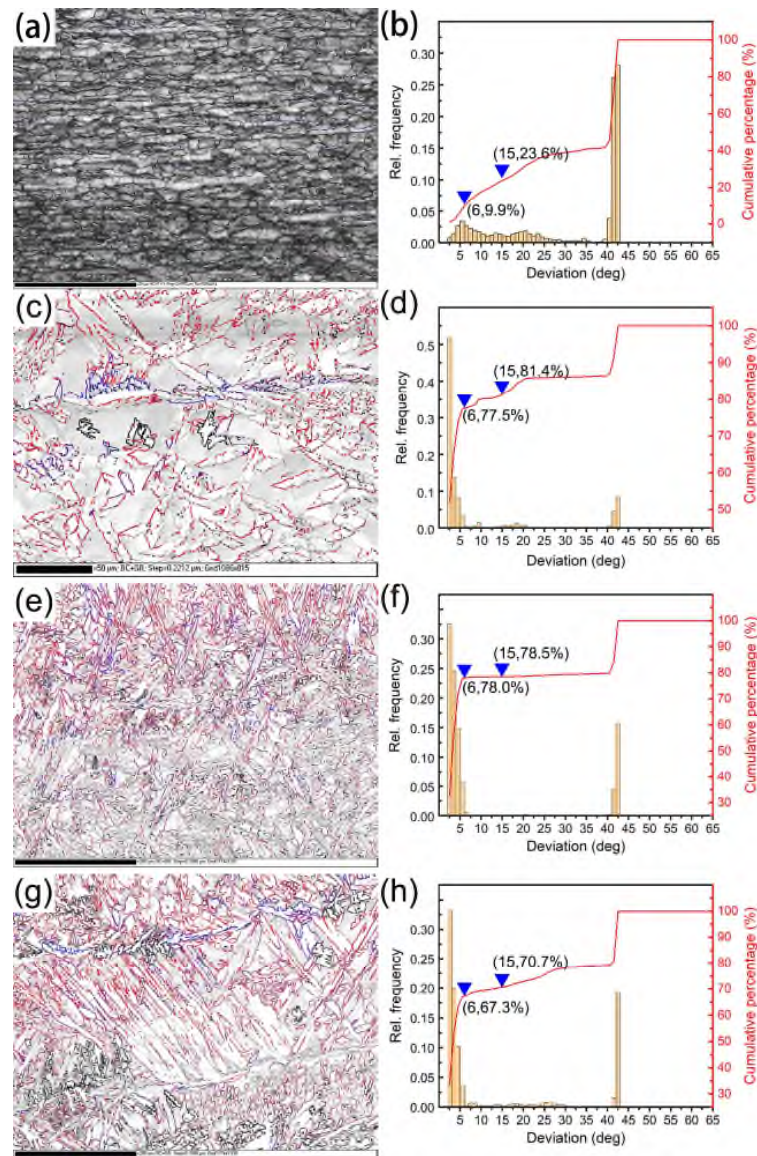 (a)
(b)
0.30
0.25
0.20
0.15
0.10
0.05
0.00
Rel. frequency
(15,23.6%)
(6,9.9%)
100
80
60
40
20
0
Cumulative percentage (%)
5 10 15 20 25 30 35 40 45 50 55 60 65
Deviation (deg)
(c)
=50 μm; BC+GB; Step=0.2212 μm; Grid1086x815
(d)
0.5
0.4
0.3
0.2
0.1
0.0
Rel. frequency
(15,81.4%)
(6,77.5%)
100
90
80
70
60
50
Cumulative percentage (%)
5 10 15 20 25 30 35 40 45 50 55 60 65
Deviation (deg)
(e)
(f)
0.30
0.25
0.20
0.15
0.10
0.05
0.00
Rel. frequency
(15,78.5%)
(6,78.0%)
100
90
80
70
60
50
40
30
Cumulative percentage (%)
5 10 15 20 25 30 35 40 45 50 55 60 65
Deviation (deg)
(g)
(h)
0.30
0.25
0.20
0.15
0.10
0.05
0.00
Rel. frequency
(15,70.7%)
(6,67.3%)
100
90
80
70
60
50
40
30
Cumulative percentage (%)
5 10 15 20 25 30 35 40 45 50 55 60 65
Deviation (deg)